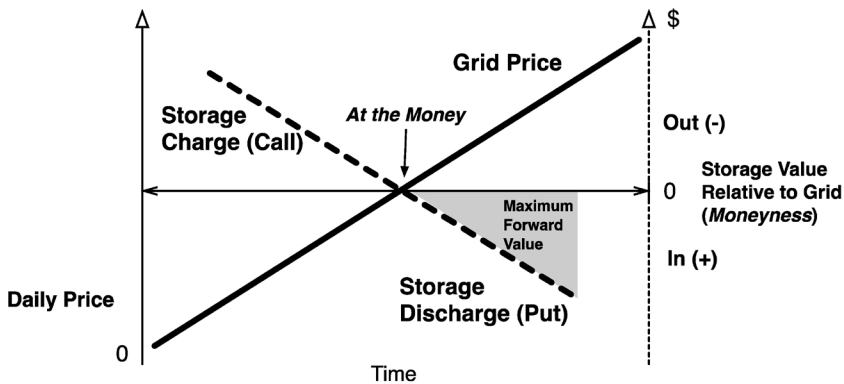 $
Grid Price
Storage
Charge (Call)
At the Money
Out (-)
0
Storage Value
Relative to Grid
(Moneyness)
Maximum
Forward
Value
In (+)
Storage
Discharge (Put)
Daily Price
0
Time